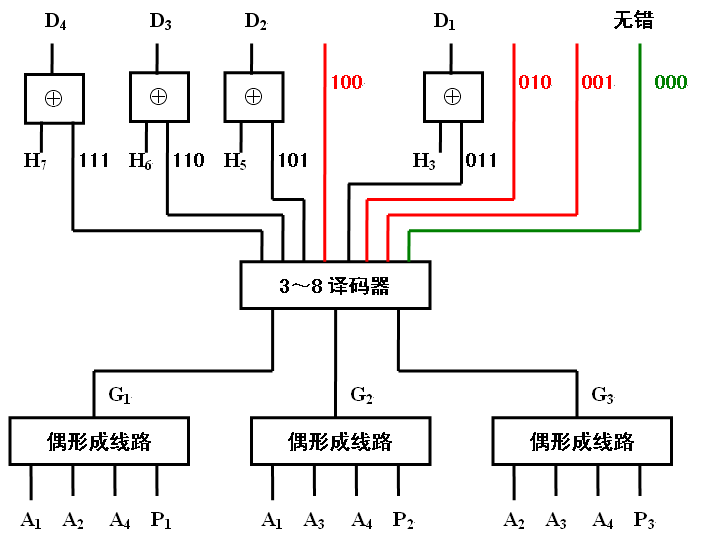 D4 D3 D2 D1 无错
100 010 001 000
⊕ ⊕ ⊕ ⊕
H7 111 H6 110 H5 101 H3 011
3～8 译码器
G1 G2 G3
偶形成线路 偶形成线路 偶形成线路
A1 A2 A4 P1 A1 A3 A4 P2 A2 A3 A4 P3